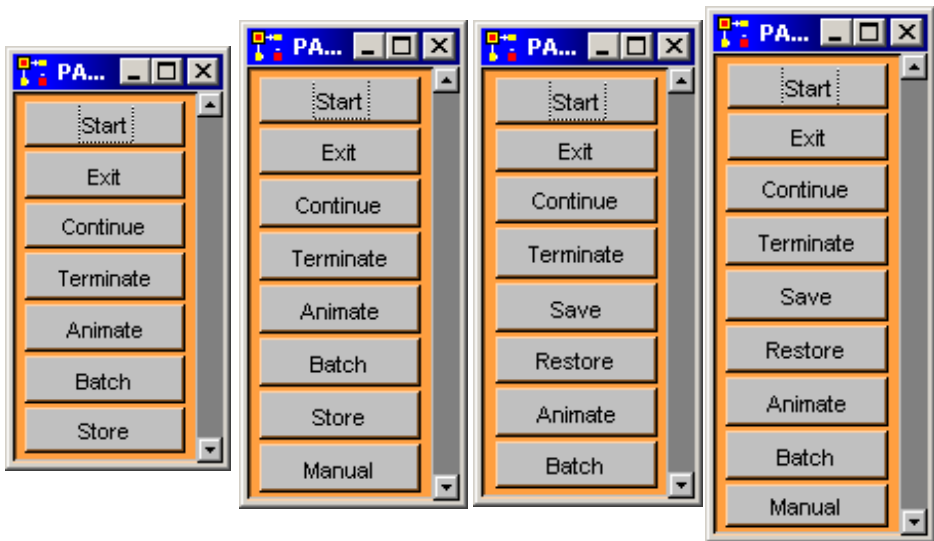 PA...
Start
Exit
Continue
Terminate
Animate
Batch
Store
PA...
Start
Exit
Continue
Terminate
Animate
Batch
Store
Manual
PA...
Start
Exit
Continue
Terminate
Save
Restore
Animate
Batch
PA...
Start
Exit
Continue
Terminate
Save
Restore
Animate
Batch
Manual